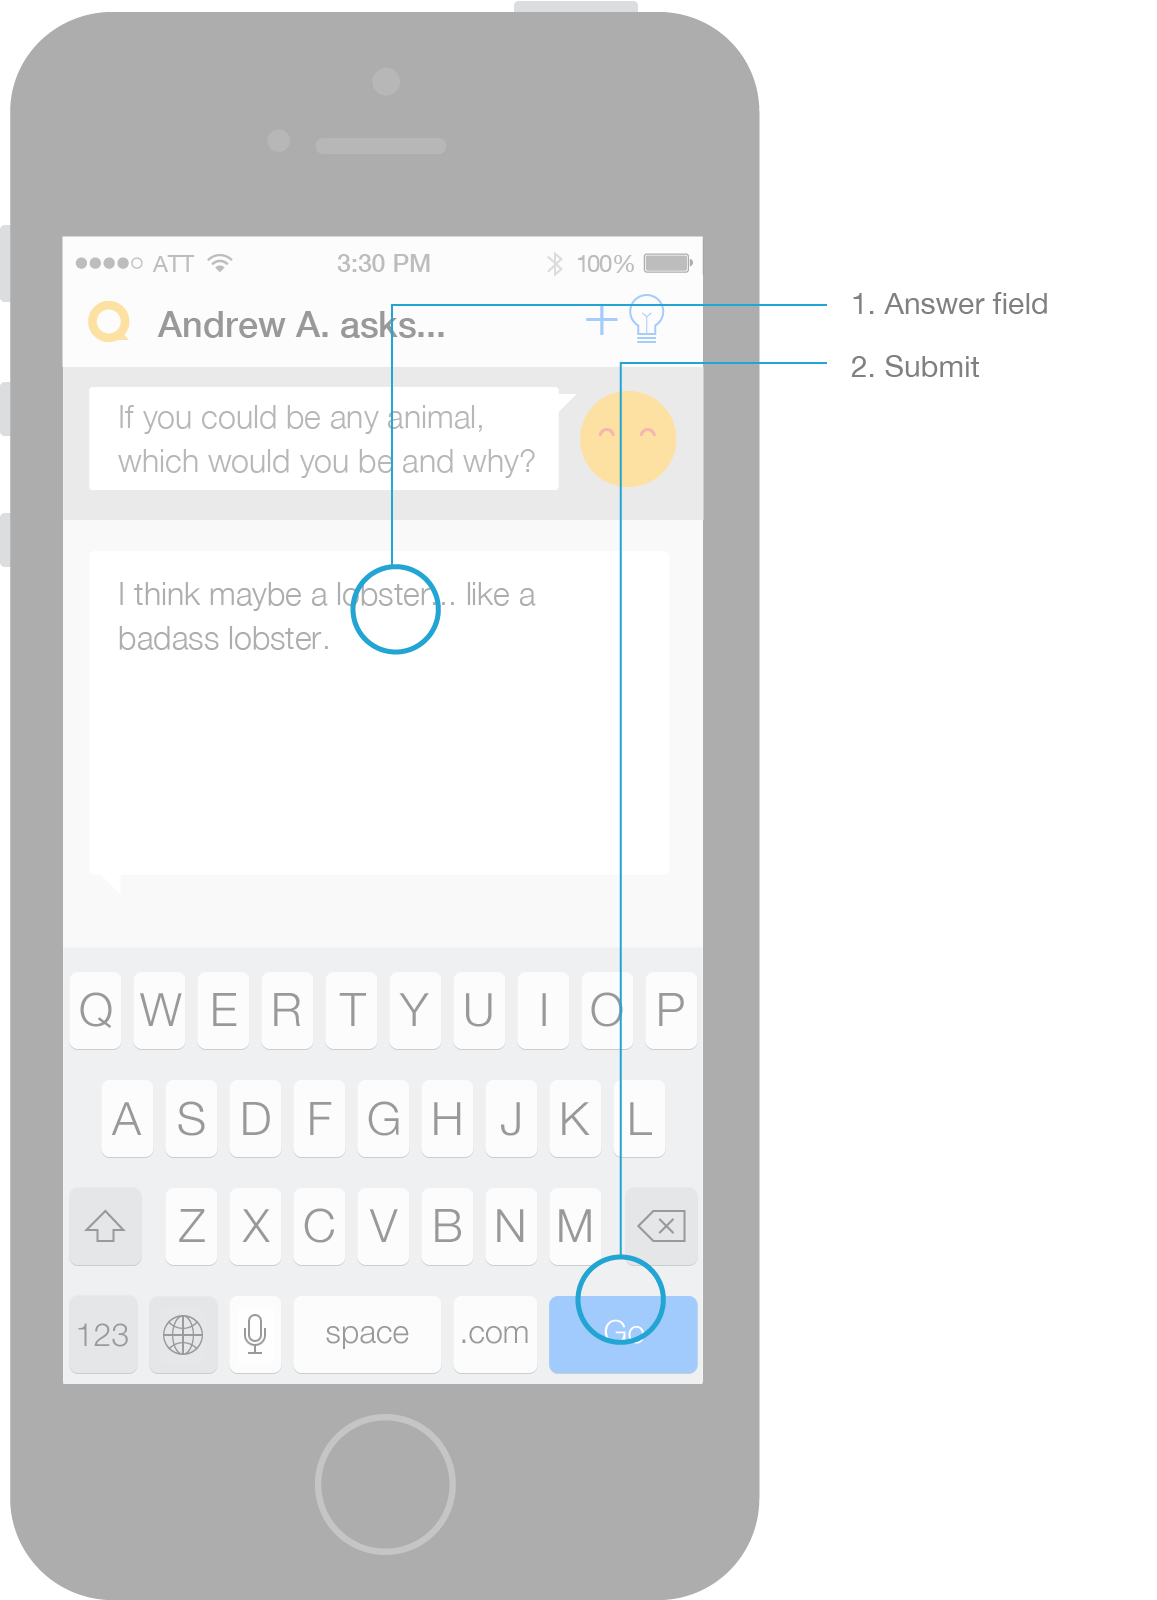 ATT 3:30 PM 100%
Andrew A. asks...
1. Answer field
2. Submit
If you could be any animal,
which would you be and why?
I think maybe a lobster... like a
badass lobster.
Q W E R T Y U I O P
A S D F G H J K L
Z X C V B N M
123 space .com Go